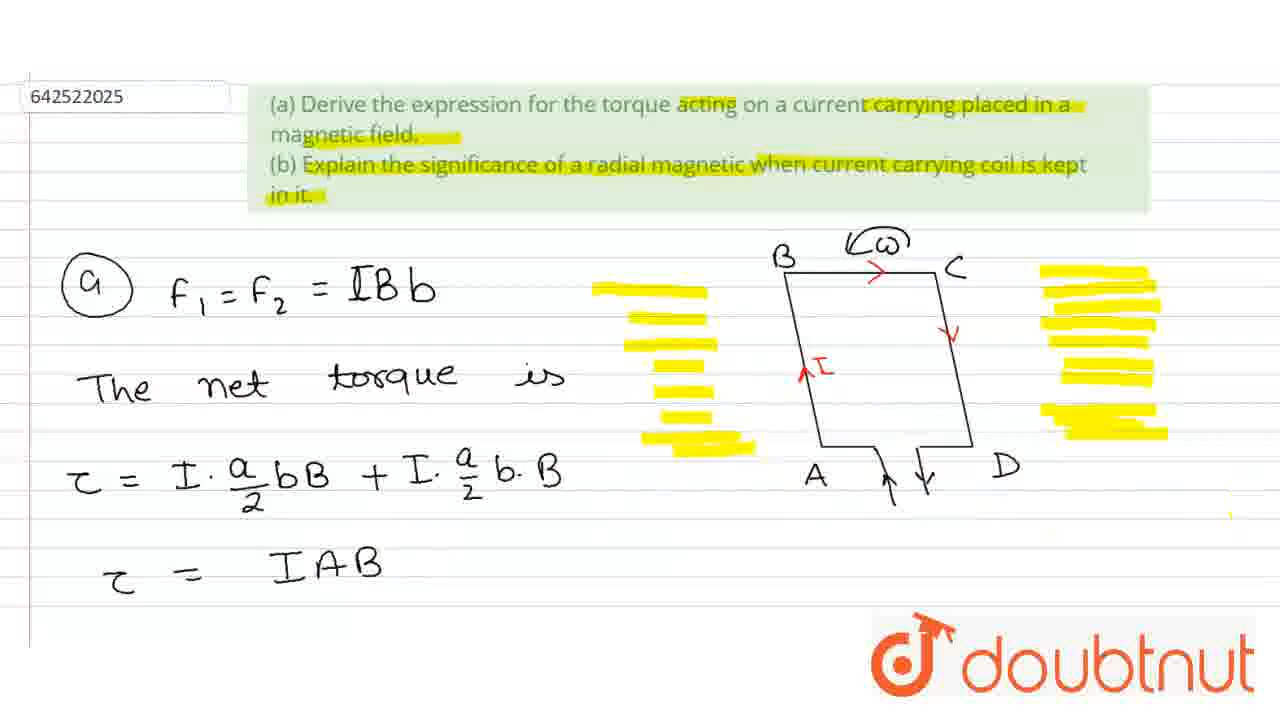 642522025
(a) Derive the expression for the torque acting on a current carrying placed in a
magnetic field.
(b) Explain the significance of a radial magnetic when current carrying coil is kept
in it.
a F₁ = F₂ = IBb
The net torque is
τ = I · a/2 bB + I · a/2 b · B
τ = IAB
ω
B
C
I
A
D
doubtnut